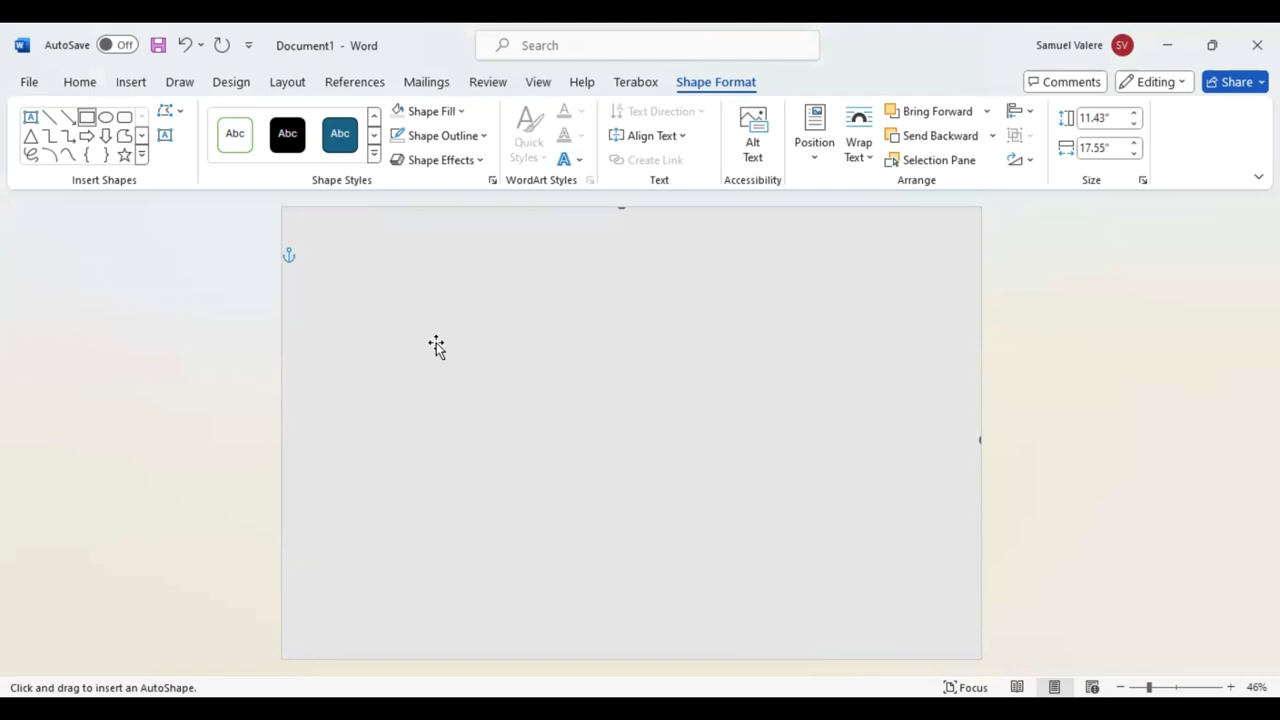 AutoSave Off Document1 - Word Search Samuel Valere SV
File Home Insert Draw Design Layout References Mailings Review View Help Terabox Shape Format Comments Editing Share
Abc Abc Abc
Shape Fill
Shape Outline
Shape Effects
Quick
Styles
A
A
A
Text Direction
Align Text
Create Link
Alt
Text
Position
Wrap
Text
Bring Forward
Send Backward
Selection Pane
11.43"
17.55"
Insert Shapes Shape Styles WordArt Styles Text Accessibility Arrange Size
Click and drag to insert an AutoShape. Focus 46%